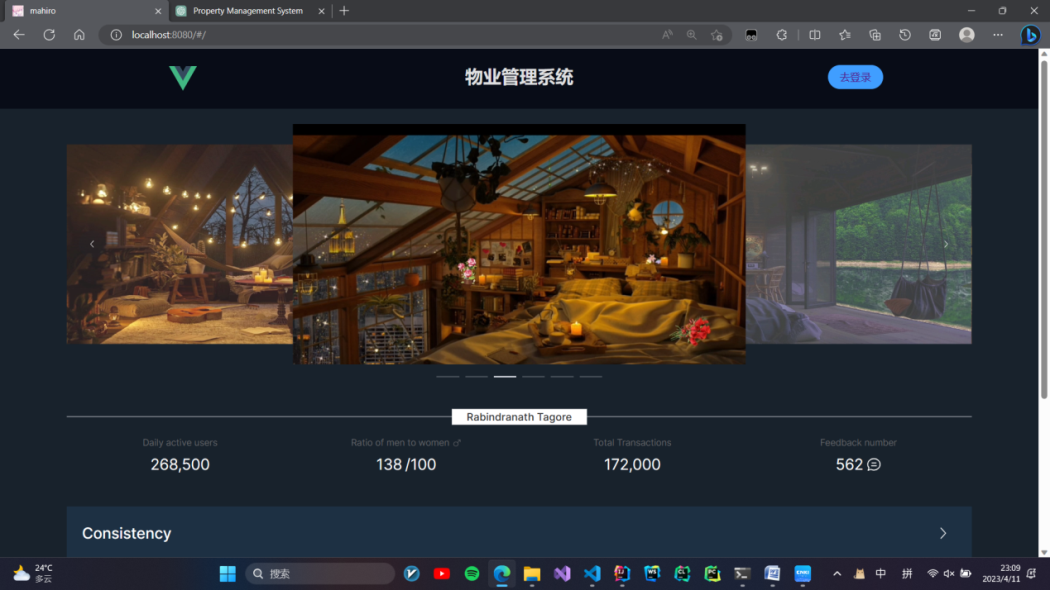 mahiro
Property Management System
localhost:8080/#/
物业管理系统
去登录
Rabindranath Tagore
Daily active users
268,500
Ratio of men to women
138 /100
Total Transactions
172,000
Feedback number
562
Consistency
24°C
多云
搜索
中
拼
23:09
2023/4/11